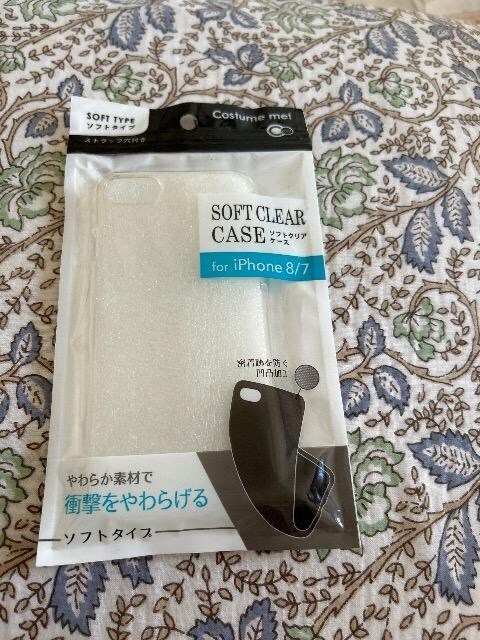 SOFT TYPE
ソフトタイプ
ストラップ穴付き
Costume me!
SOFT CLEAR
CASE ソフトクリア
ケース
for iPhone 8/7
密着跡を防ぐ
凹凸加工
やわらか素材で
衝撃をやわらげる
ソフトタイプ